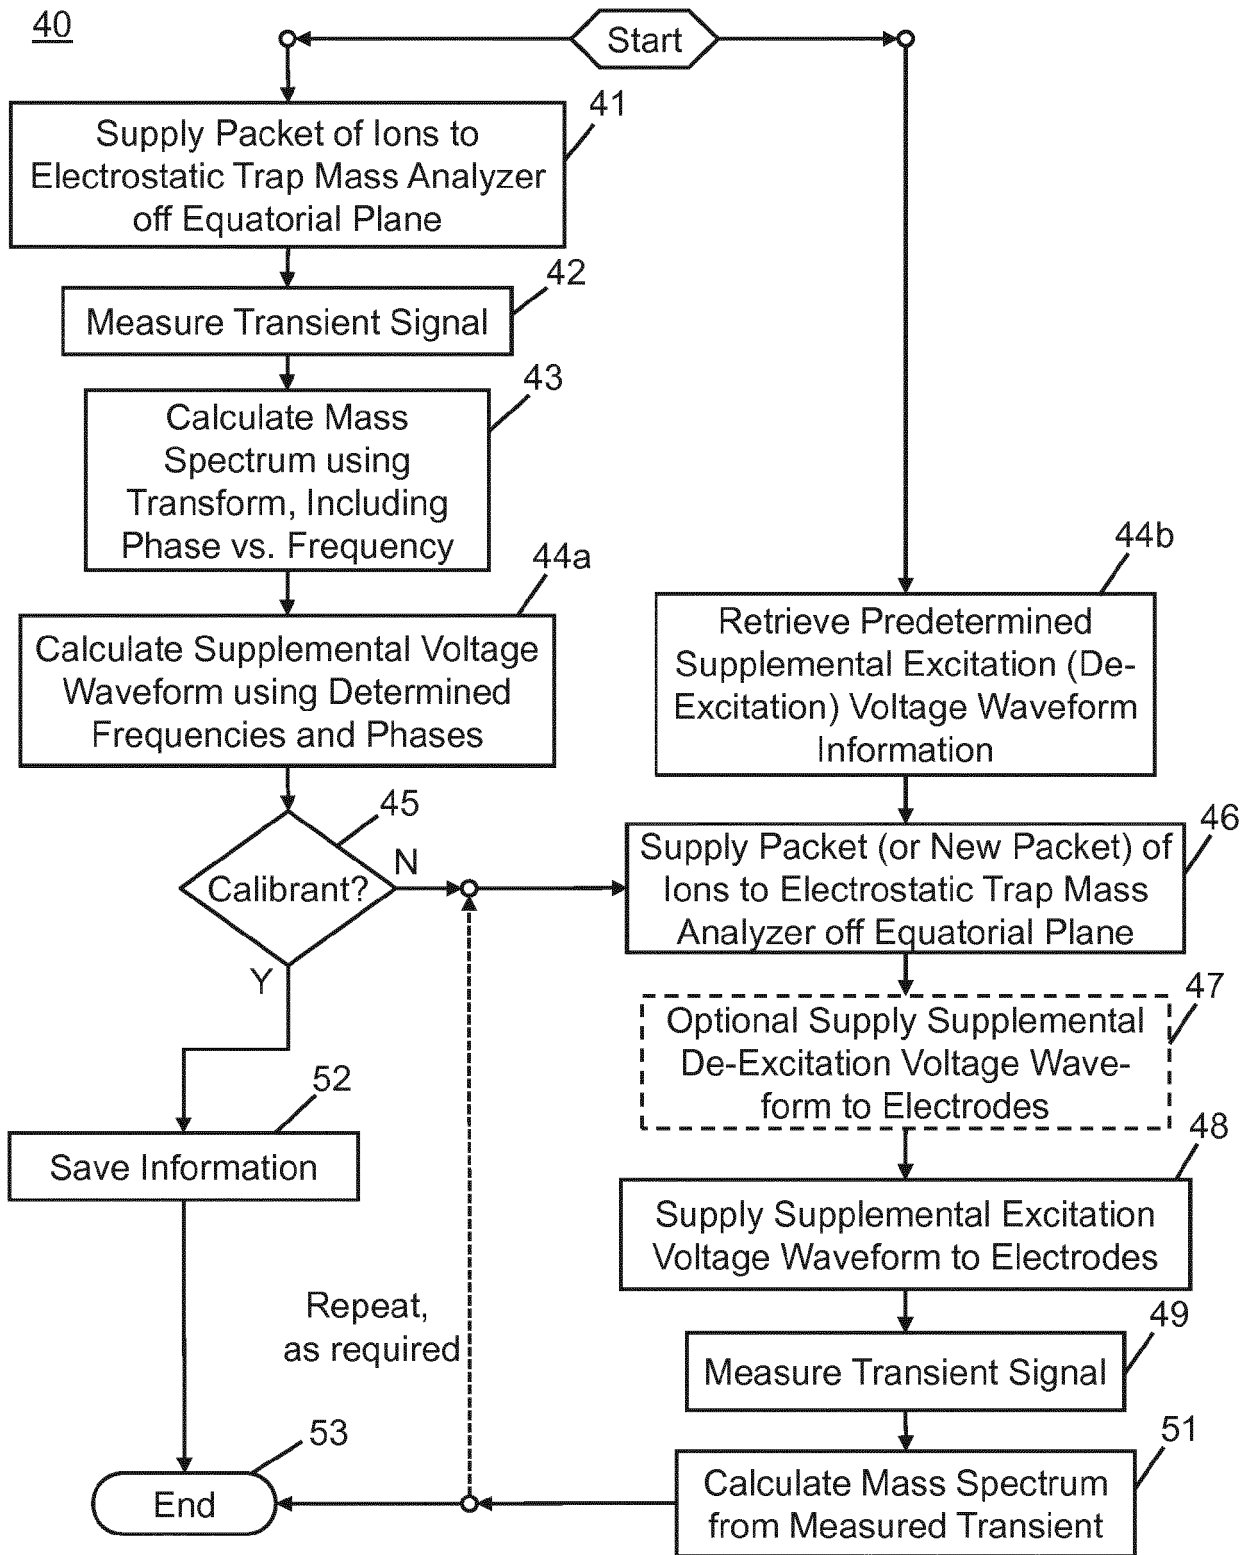 40
Start
41
Supply Packet of Ions to
Electrostatic Trap Mass Analyzer
off Equatorial Plane
42
Measure Transient Signal
43
Calculate Mass
Spectrum using
Transform, Including
Phase vs. Frequency
44a
Calculate Supplemental Voltage
Waveform using Determined
Frequencies and Phases
45
Calibrant?
N
Y
52
Save Information
53
End
Repeat,
as required
44b
Retrieve Predetermined
Supplemental Excitation (De-
Excitation) Voltage Waveform
Information
46
Supply Packet (or New Packet) of
Ions to Electrostatic Trap Mass
Analyzer off Equatorial Plane
47
Optional Supply Supplemental
De-Excitation Voltage Wave-
form to Electrodes
48
Supply Supplemental Excitation
Voltage Waveform to Electrodes
49
Measure Transient Signal
51
Calculate Mass Spectrum
from Measured Transient